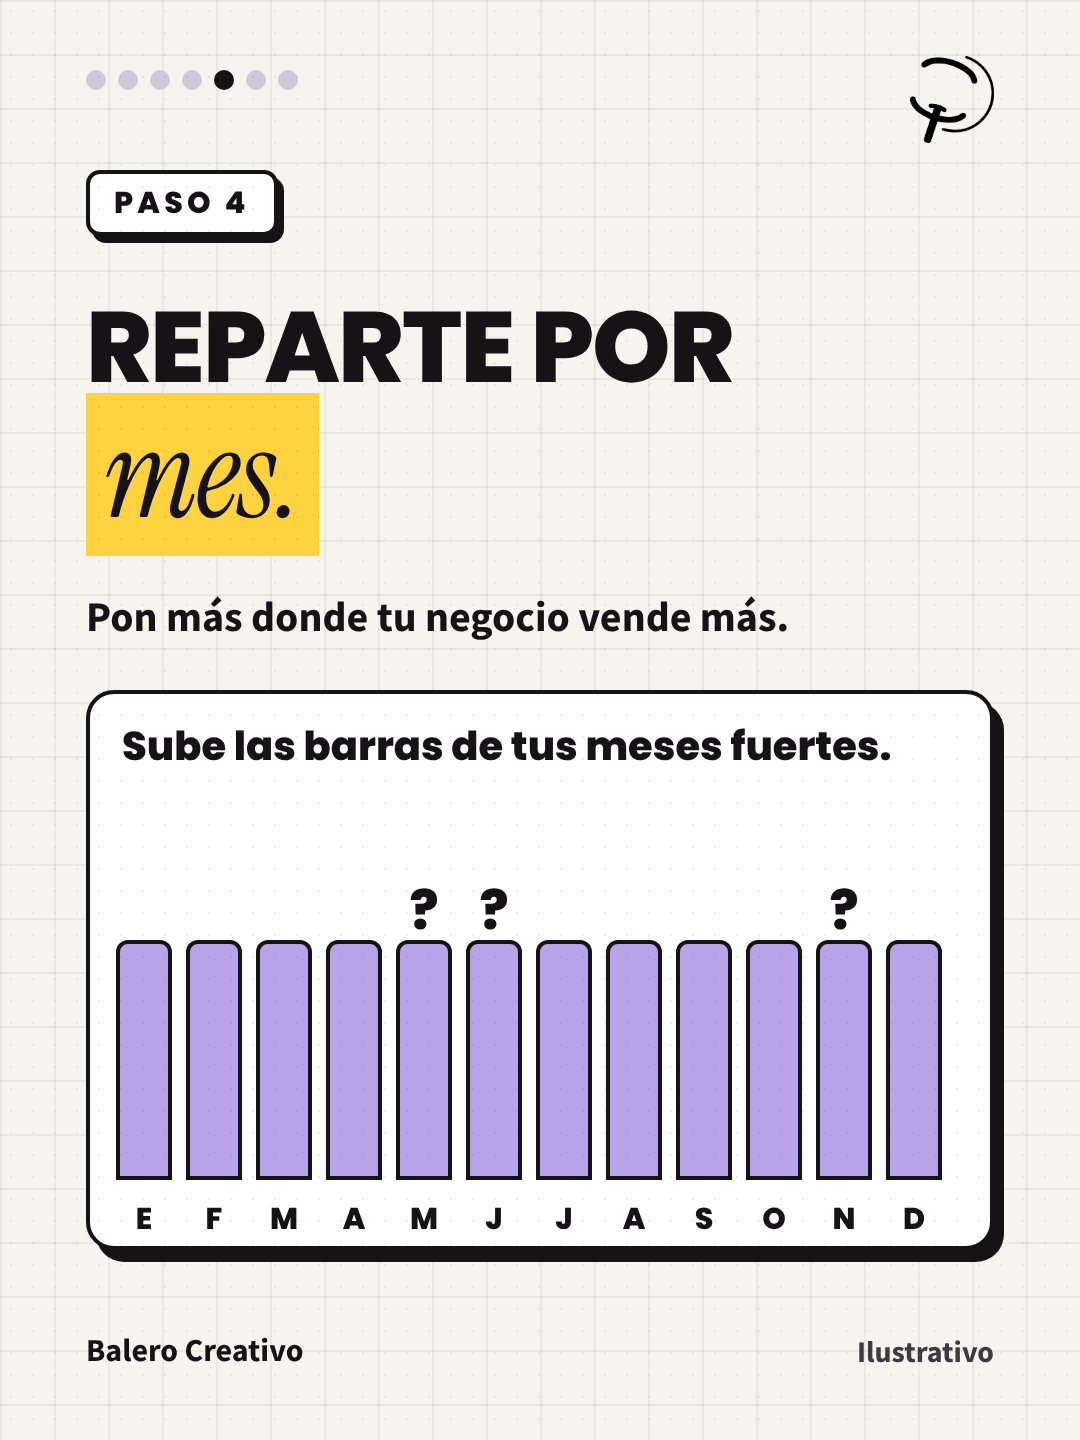 PASO 4
REPARTE POR
mes.
Pon más donde tu negocio vende más.
Sube las barras de tus meses fuertes.
? ? ?
E F M A M J J A S O N D
Balero Creativo
Ilustrativo